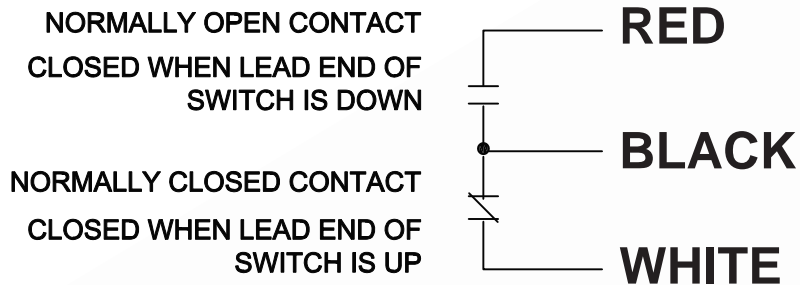 NORMALLY OPEN CONTACT
CLOSED WHEN LEAD END OF
SWITCH IS DOWN
RED
BLACK
NORMALLY CLOSED CONTACT
CLOSED WHEN LEAD END OF
SWITCH IS UP
WHITE